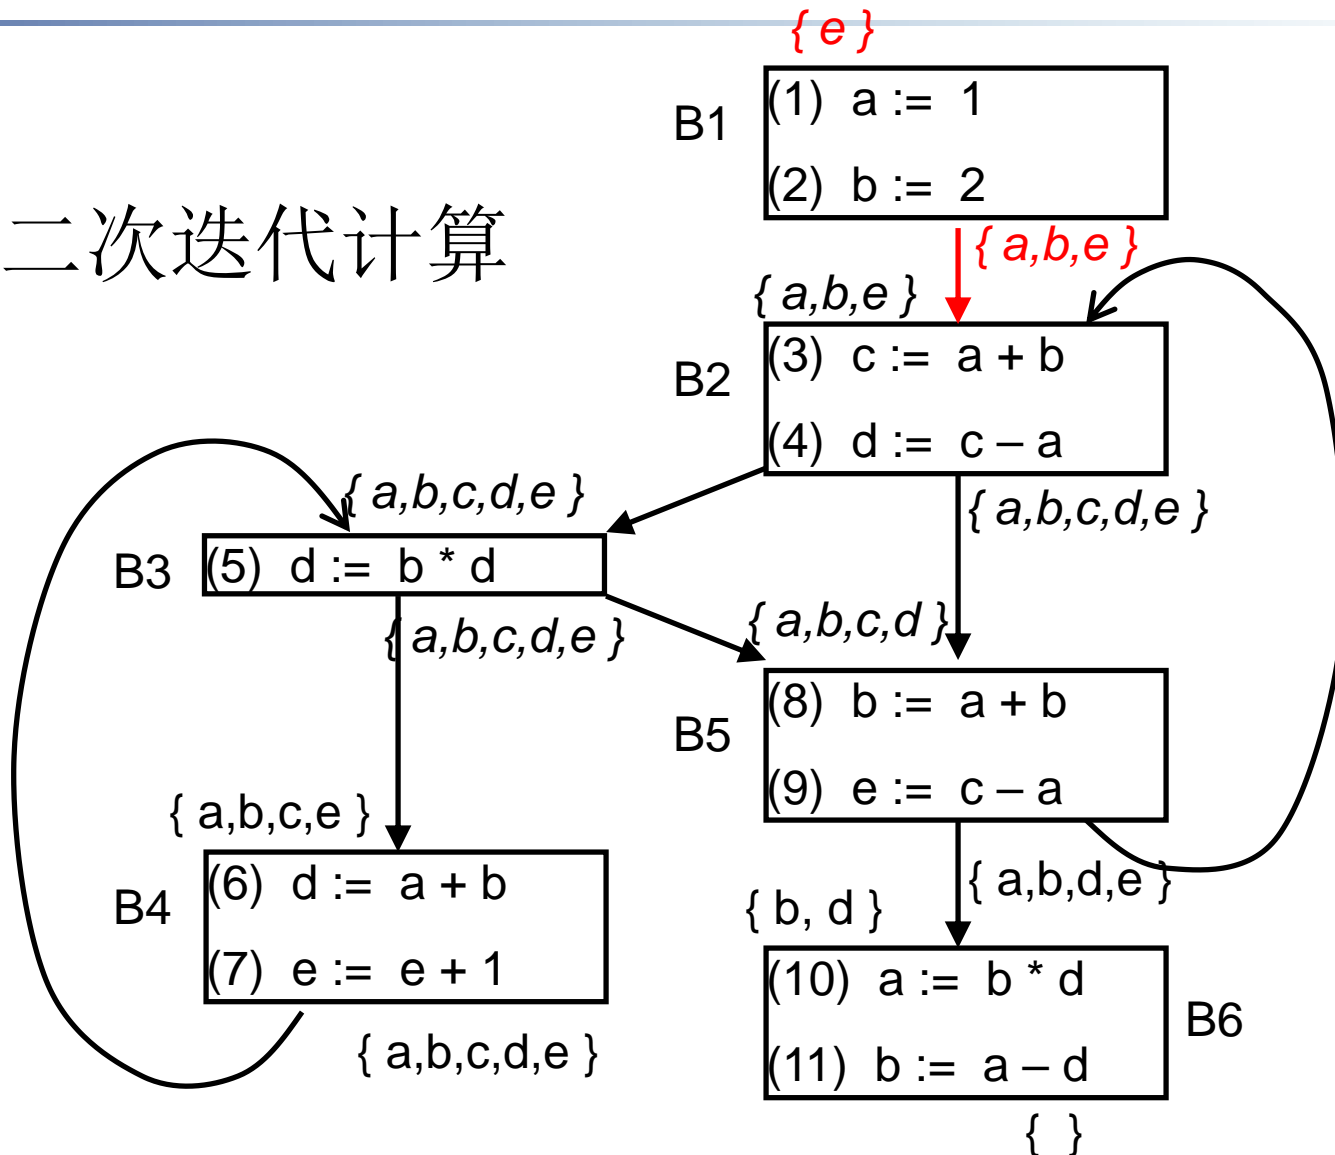 { e }
B1
(1) a := 1
(2) b := 2
二次迭代计算
{ a,b,e }
{ a,b,e }
B2
(3) c := a + b
(4) d := c – a
{ a,b,c,d,e }
{ a,b,c,d,e }
B3
(5) d := b * d
{ a,b,c,d,e }
{ a,b,c,d }
B5
(8) b := a + b
(9) e := c – a
{ a,b,c,e }
B4
(6) d := a + b
(7) e := e + 1
{ a,b,c,d,e }
{ a,b,d,e }
{ b, d }
(10) a := b * d
(11) b := a – d
B6
{ }